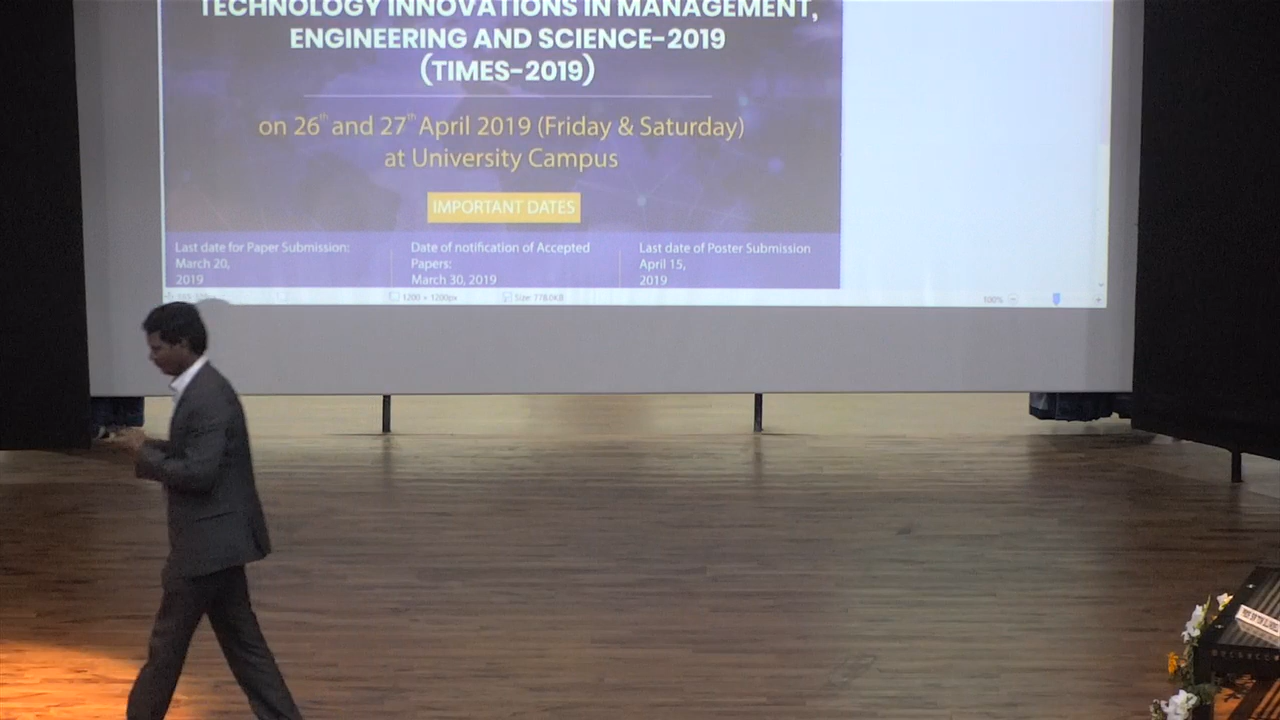 TECHNOLOGY INNOVATIONS IN MANAGEMENT,
ENGINEERING AND SCIENCE-2019
(TIMES-2019)
on 26th and 27th April 2019 (Friday & Saturday)
at University Campus
IMPORTANT DATES
Last date for Paper Submission:
March 20,
2019
Date of notification of Accepted
Papers:
March 30, 2019
Last date of Poster Submission
April 15,
2019
1200 × 1200px
Size: 778.0KB
100%